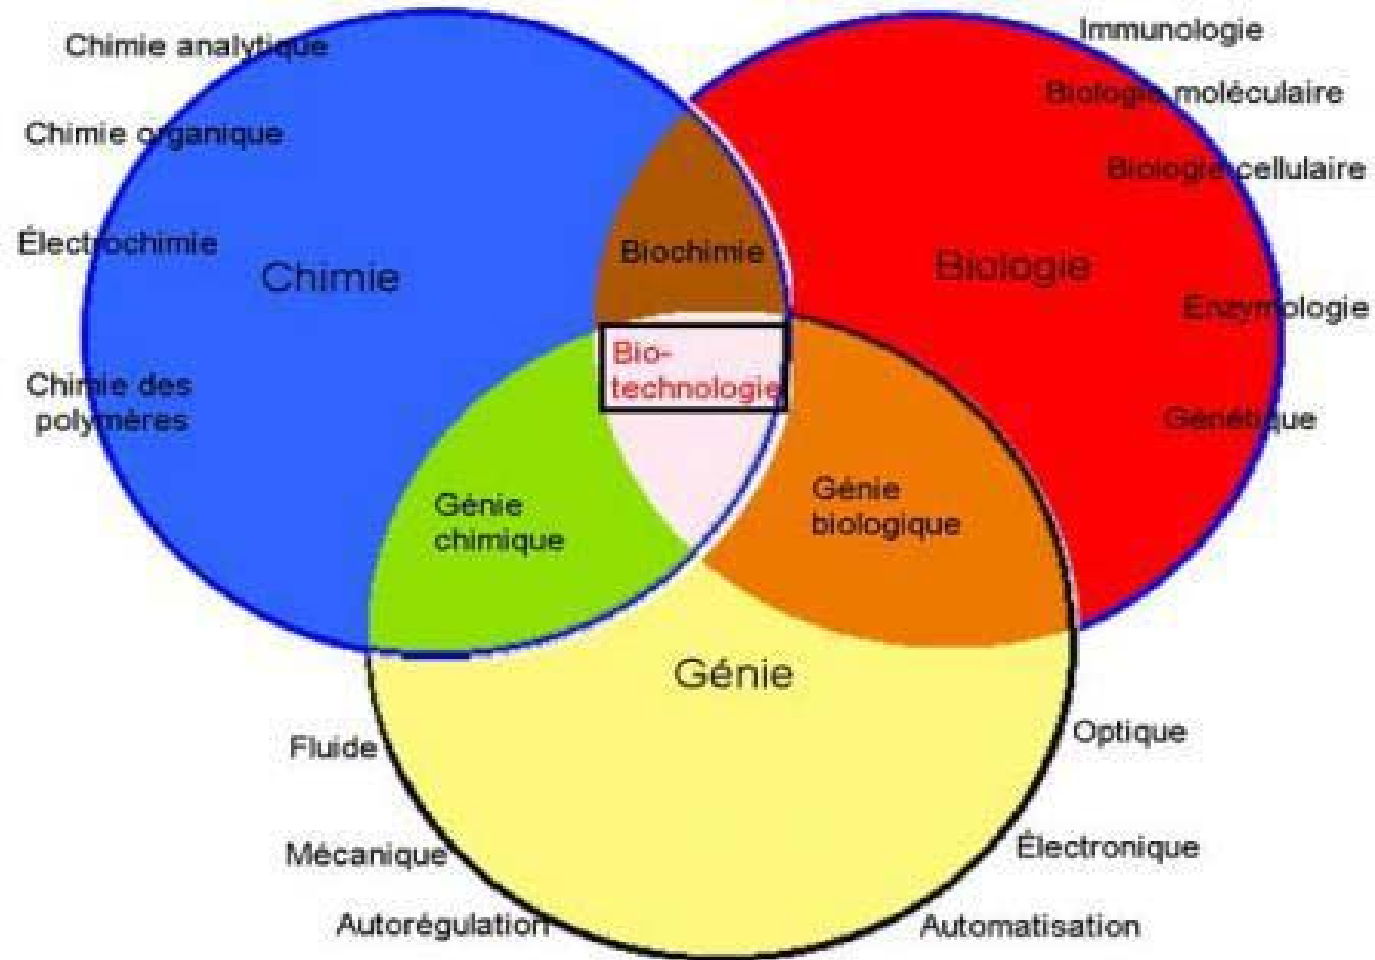 Chimie analytique
Immunologie
Biologie moléculaire
Chimie organique
Biologie cellulaire
Électrochimie
Biochimie
Chimie
Biologie
Enzymologie
Bio-
technologie
Chimie des
polymères
Génétique
Génie
chimique
Génie
biologique
Génie
Fluide
Optique
Mécanique
Électronique
Autorégulation
Automatisation